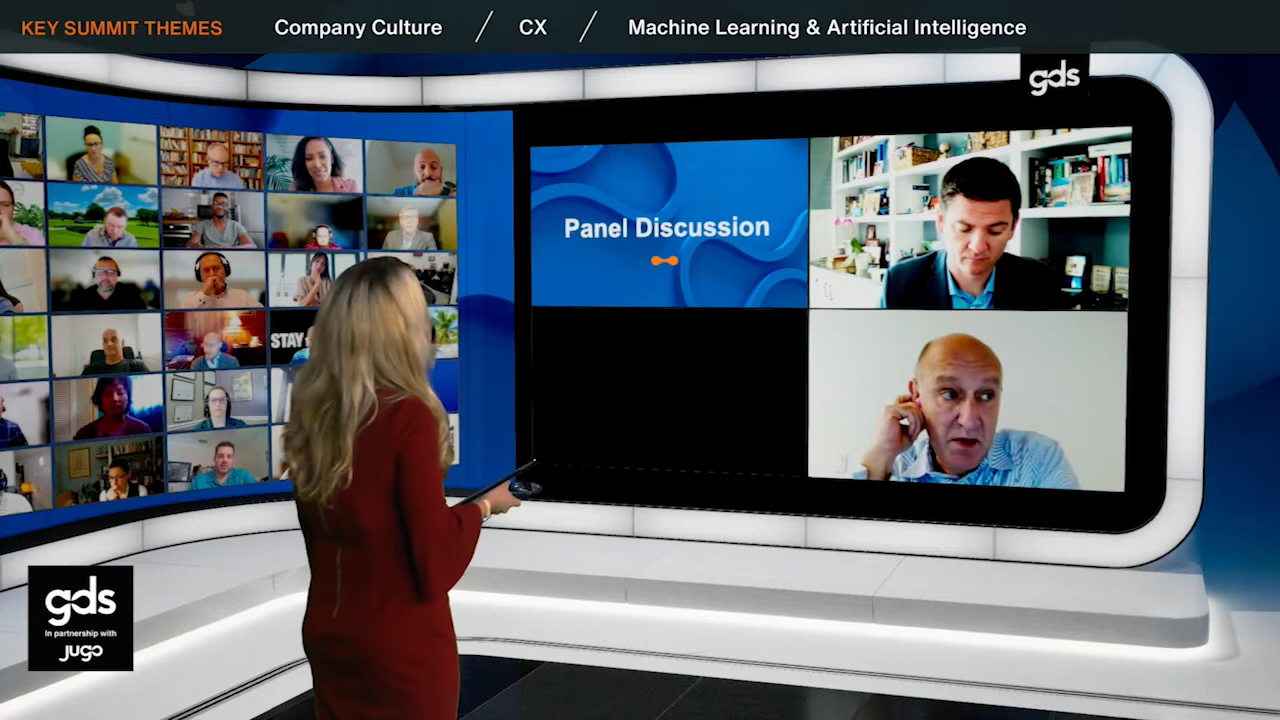 KEY SUMMIT THEMES Company Culture / CX / Machine Learning & Artificial Intelligence
gds
Panel Discussion
STAY
gds
In partnership with
jugo